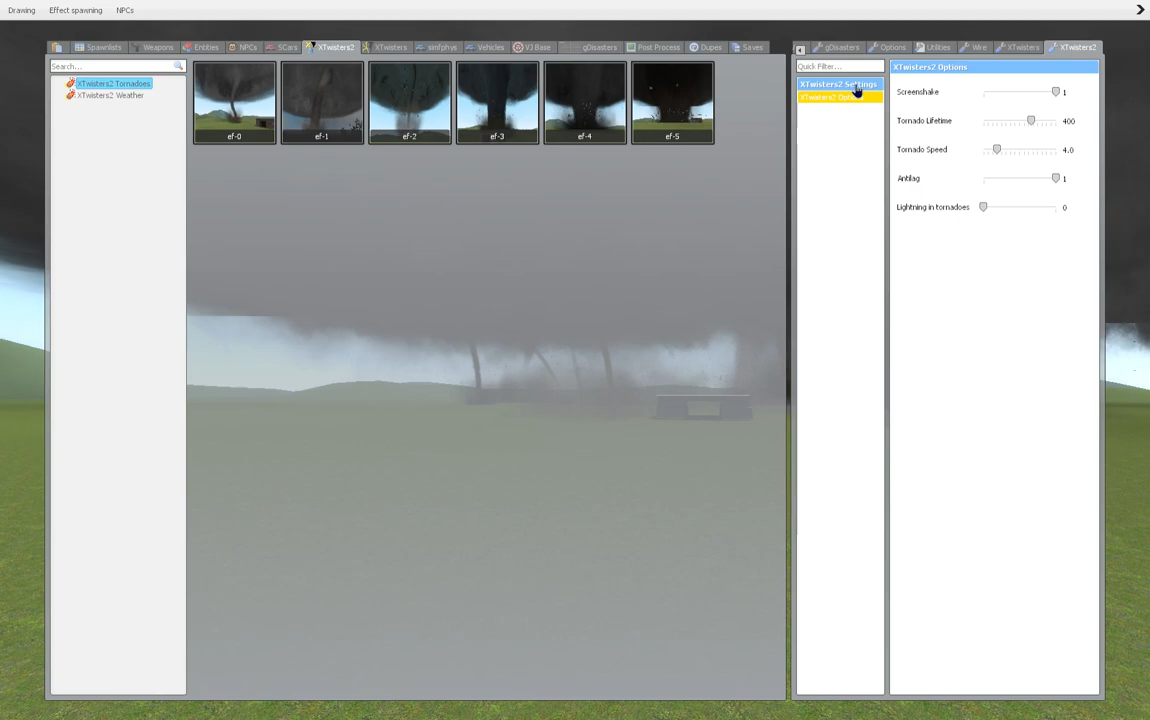 Drawing Effect spawning NPCs
Spawnlists Weapons Entities NPCs SCars XTwisters2 XTwisters simfphys Vehicles VJ Base gDisasters Post Process Dupes Saves
gDisasters Options Utilities Wire XTwisters XTwisters2
Search...
XTwisters2 Tornadoes
XTwisters2 Weather
ef-0 ef-1 ef-2 ef-3 ef-4 ef-5
Quick Filter...
XTwisters2 Settings
XTwisters2
XTwisters2 Options
Screenshake 1
Tornado Lifetime 400
Tornado Speed 4.0
Antilag 1
Lightning in tornadoes 0